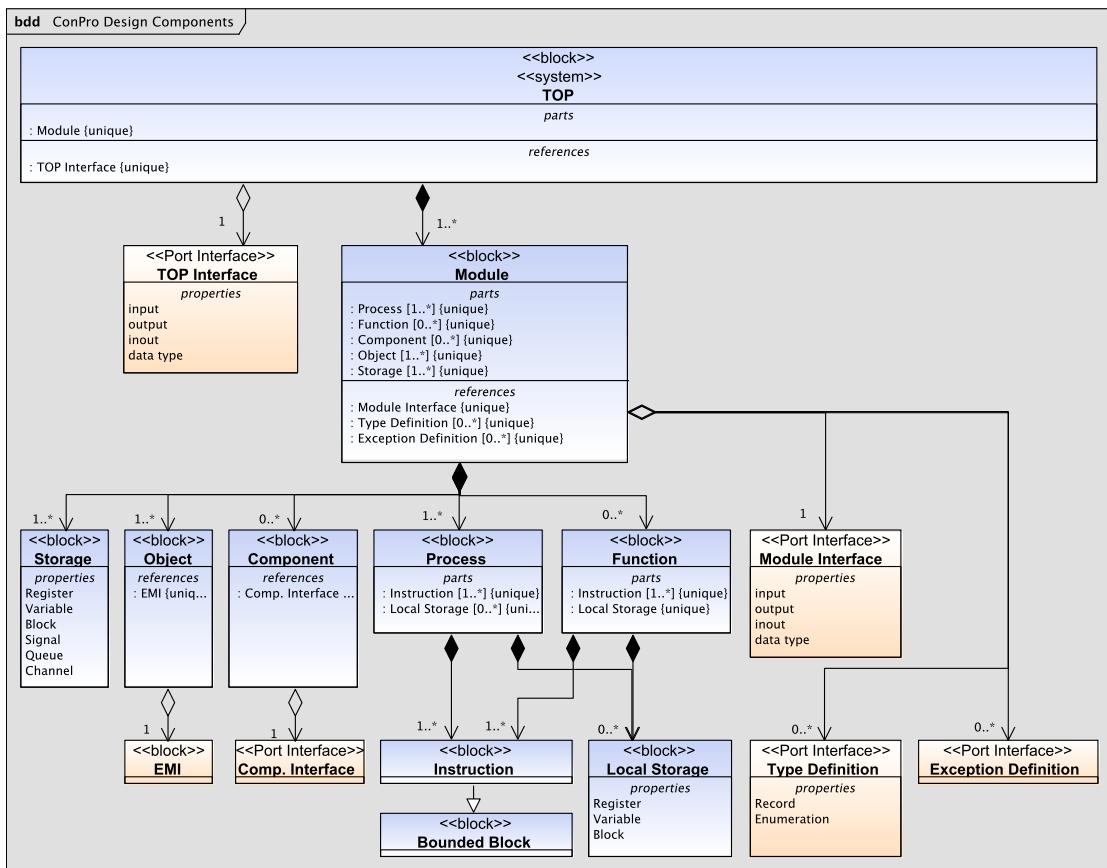 bdd ConPro Design Components
<<block>>
<<system>>
TOP
parts
: Module {unique}
references
: TOP Interface {unique}
1
1..*
<<Port Interface>>
TOP Interface
properties
input
output
inout
data type
<<block>>
Module
parts
: Process [1..*] {unique}
: Function [0..*] {unique}
: Component [0..*] {unique}
: Object [1..*] {unique}
: Storage [1..*] {unique}
references
: Module Interface {unique}
: Type Definition [0..*] {unique}
: Exception Definition [0..*] {unique}
1..*
1..*
0..*
1..*
0..*
1
<<block>>
Storage
properties
Register
Variable
Block
Signal
Queue
Channel
<<block>>
Object
references
: EMI {uniq...
<<block>>
Component
references
: Comp. Interface ...
<<block>>
Process
parts
: Instruction [1..*] {unique}
: Local Storage [0..*] {uni...
<<block>>
Function
parts
: Instruction [1..*] {unique}
: Local Storage {unique}
<<Port Interface>>
Module Interface
properties
input
output
inout
data type
1
1
1..*
1..*
0..*
0..*
0..*
<<block>>
EMI
<<Port Interface>>
Comp. Interface
<<block>>
Instruction
<<block>>
Bounded Block
<<block>>
Local Storage
properties
Register
Variable
Block
<<Port Interface>>
Type Definition
properties
Record
Enumeration
<<Port Interface>>
Exception Definition